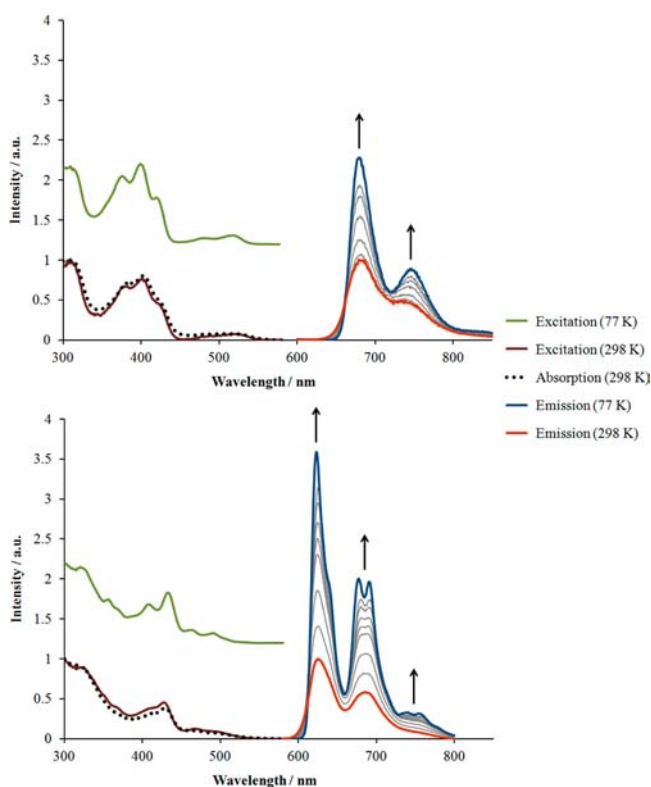 4
3.5
3
2.5
2
1.5
1
0.5
0
Intensity / a.u.
300 400 500 600 700 800
Wavelength / nm
Excitation (77 K)
Excitation (298 K)
Absorption (298 K)
Emission (77 K)
Emission (298 K)
4
3.5
3
2.5
2
1.5
1
0.5
0
Intensity / a.u.
300 400 500 600 700 800
Wavelength / nm